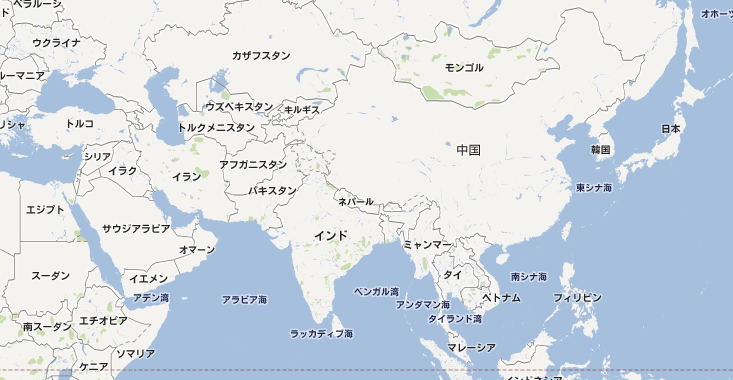 ベラルーシ
オホーツ
ウクライナ
カザフスタン
モンゴル
ルーマニア
ウズベキスタン
キルギス
トルコ
トルクメニスタン
日本
リシャ
シリア
中国
韓国
イラク
イラン
アフガニスタン
パキスタン
東シナ海
ネパール
エジプト
サウジアラビア
インド
ミャンマー
オマーン
スーダン
イエメン
タイ
南シナ海
アデン湾
アラビア海
ベンガル湾
アンダマン海
ベトナム
フィリピン
南スーダン
エチオピア
タイランド湾
ラッカディブ海
ソマリア
マレーシア
ケニア
インドネシア